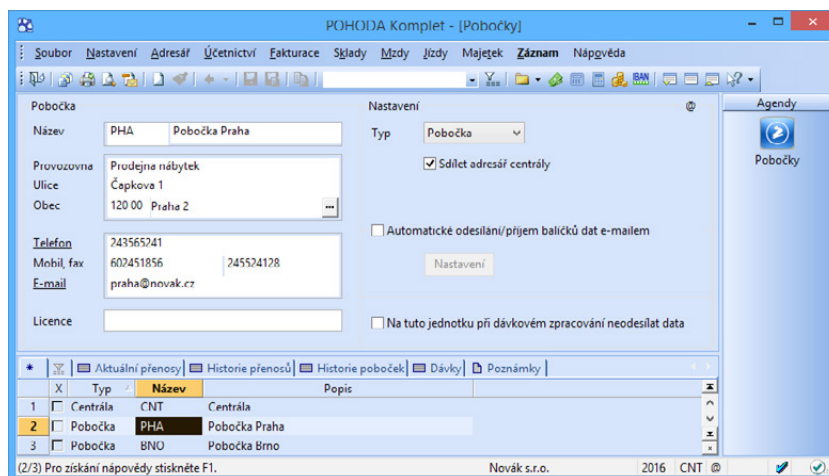 POHODA Komplet - [Pobočky]
Soubor Nastavení Adresář Účetnictví Fakturace Sklady Mzdy Jízdy Majetek Záznam Nápověda
IBAN
Pobočka
Název PHA Pobočka Praha
Provozovna Prodejna nábytek
Ulice Čapkova 1
Obec 120 00 Praha 2 ...
Telefon 243565241
Mobil, fax 602451856 245524128
E-mail praha@novak.cz
Licence
Nastavení @
Typ Pobočka
Sdílet adresář centrály
Automatické odesílání/příjem balíčků dat e-mailem
Nastavení
Na tuto jednotku při dávkovém zpracování neodesílat data
Agendy
Pobočky
* Aktuální přenosy Historie přenosů Historie poboček Dávky Poznámky
X Typ Název Popis
1 Centrála CNT Centrála
2 Pobočka PHA Pobočka Praha
3 Pobočka BNO Pobočka Brno
(2/3) Pro získání nápovědy stiskněte F1. Novák s.r.o. 2016 CNT @